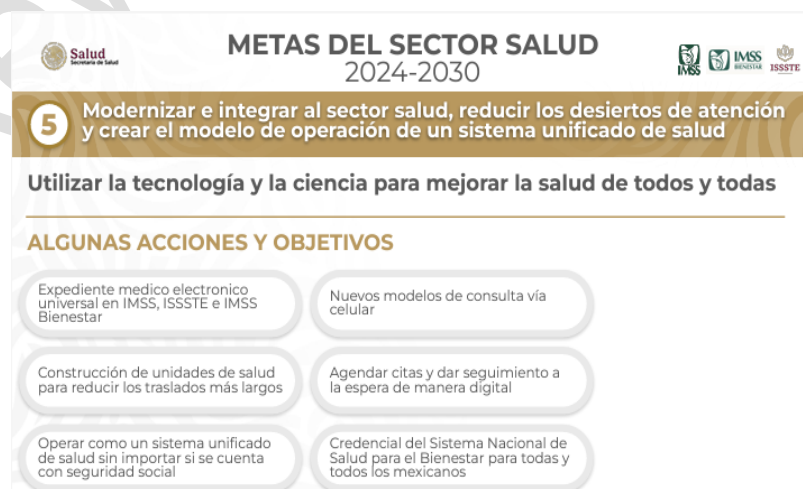 Salud
Secretaría de Salud
METAS DEL SECTOR SALUD
2024-2030
IMSS
IMSS
BIENESTAR
ISSSTE
5
Modernizar e integrar al sector salud, reducir los desiertos de atención
y crear el modelo de operación de un sistema unificado de salud
Utilizar la tecnología y la ciencia para mejorar la salud de todos y todas
ALGUNAS ACCIONES Y OBJETIVOS
Expediente medico electronico
universal en IMSS, ISSSTE e IMSS
Bienestar
Nuevos modelos de consulta vía
celular
Construcción de unidades de salud
para reducir los traslados más largos
Agendar citas y dar seguimiento a
la espera de manera digital
Operar como un sistema unificado
de salud sin importar si se cuenta
con seguridad social
Credencial del Sistema Nacional de
Salud para el Bienestar para todas y
todos los mexicanos